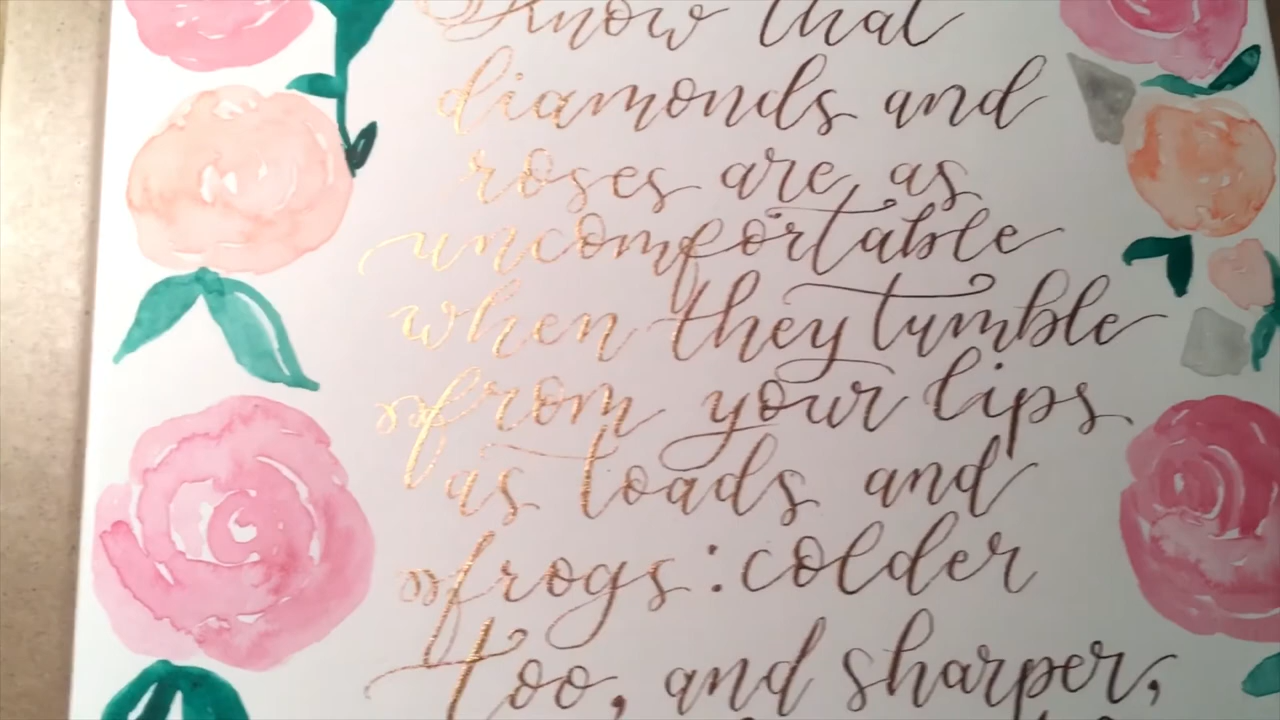 Know that
diamonds and
roses are as
uncomfortable
when they tumble
from your lips
as toads and
frogs: colder
too, and sharper,